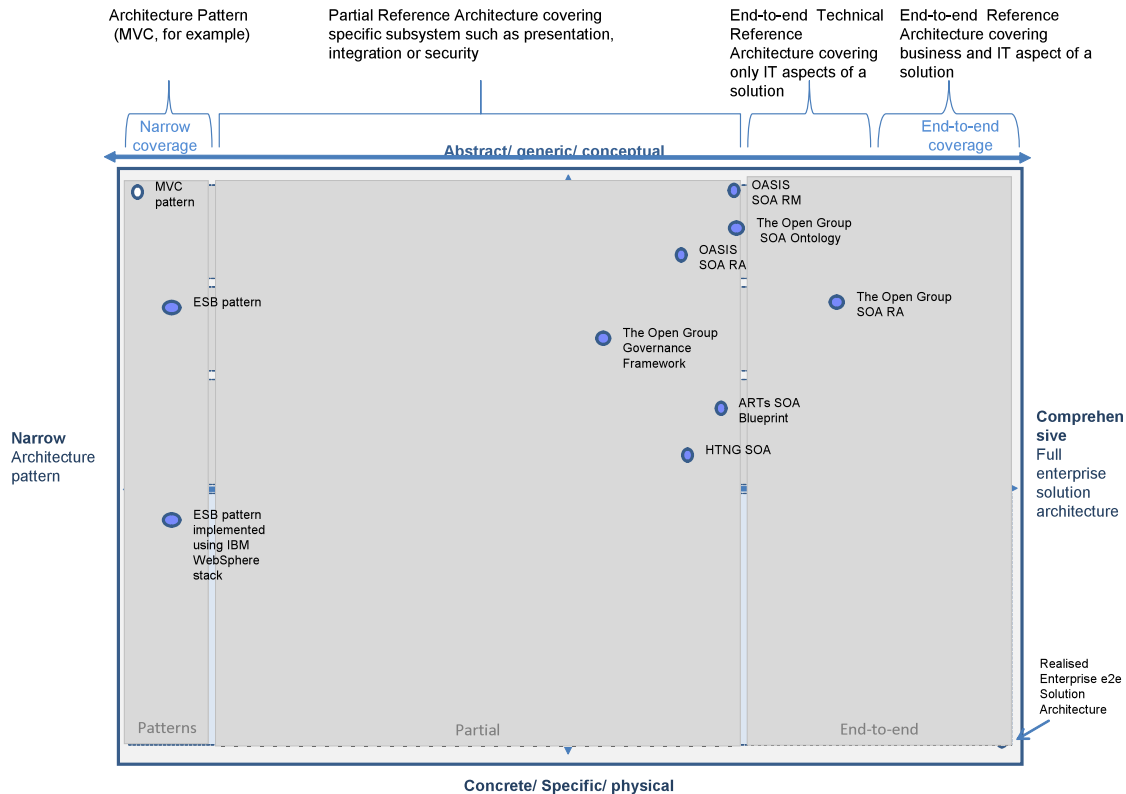 Architecture Pattern
(MVC, for example)
Partial Reference Architecture covering
specific subsystem such as presentation,
integration or security
End-to-end Technical
Reference
Architecture covering
only IT aspects of a
solution
End-to-end Reference
Architecture covering
business and IT aspect of a
solution
Narrow
coverage
End-to-end
coverage
Abstract/ generic/ conceptual
MVC
pattern
OASIS
SOA RM
The Open Group
SOA Ontology
OASIS
SOA RA
ESB pattern
The Open Group
SOA RA
The Open Group
Governance
Framework
ARTs SOA
Blueprint
HTNG SOA
Narrow
Architecture
pattern
Comprehen
sive
Full
enterprise
solution
architecture
ESB pattern
implemented
using IBM
WebSphere
stack
Realised
Enterprise e2e
Solution
Architecture
Patterns
Partial
End-to-end
Concrete/ Specific/ physical